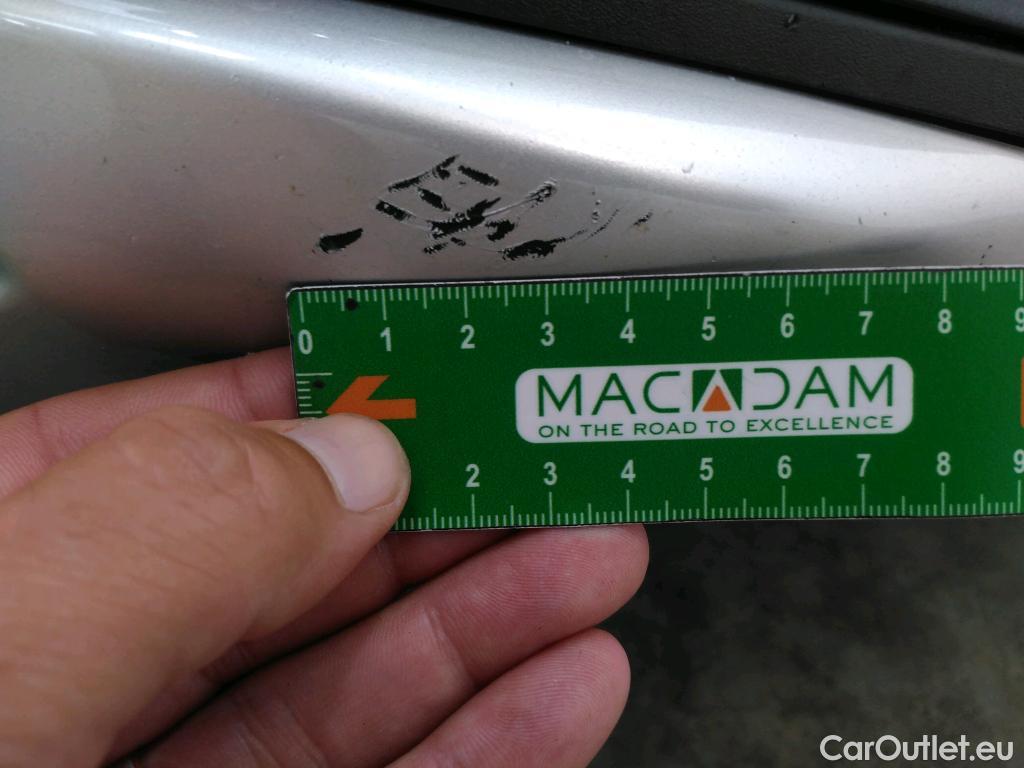 0 1 2 3 4 5 6 7 8 9
MACADAM
ON THE ROAD TO EXCELLENCE
2 3 4 5 6 7 8 9
CarOutlet.eu